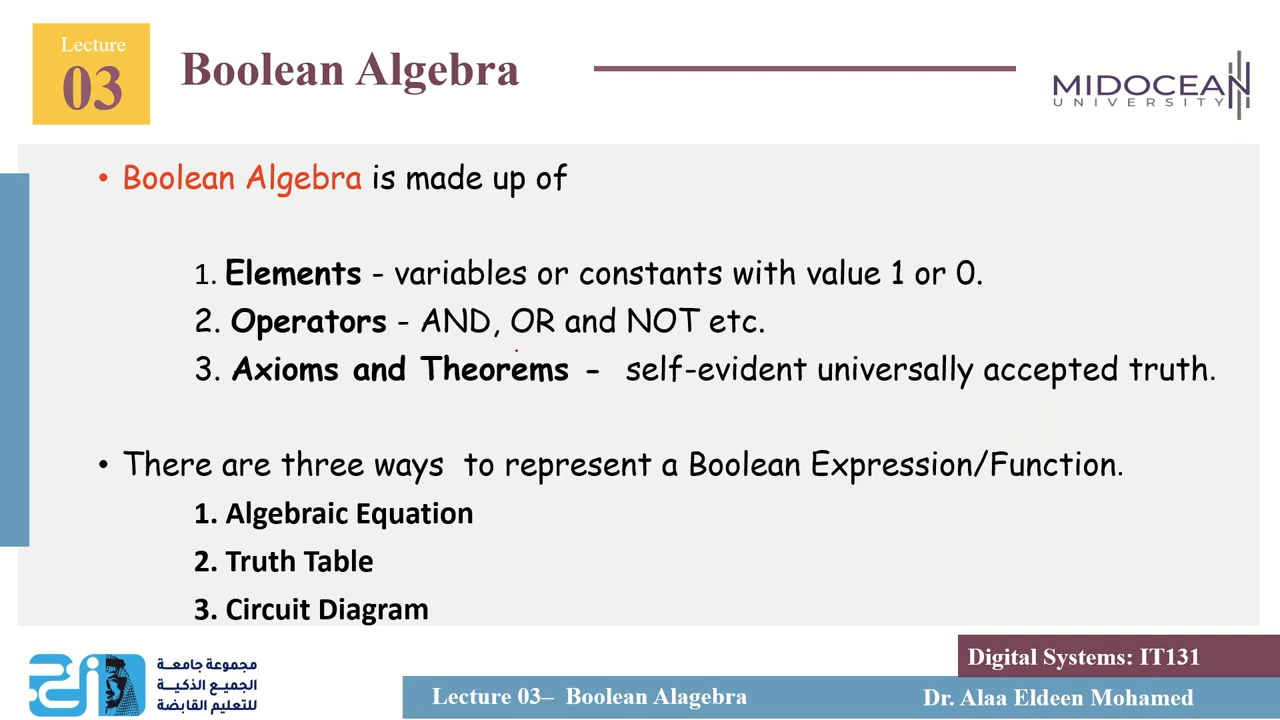 Lecture
03
Boolean Algebra
MIDOCEAN
UNIVERSITY
• Boolean Algebra is made up of
1. Elements - variables or constants with value 1 or 0.
2. Operators - AND, OR and NOT etc.
3. Axioms and Theorems - self-evident universally accepted truth.
• There are three ways to represent a Boolean Expression/Function.
1. Algebraic Equation
2. Truth Table
3. Circuit Diagram
مجموعة جامعة
الجميع الذكية
للتعليم القابضة
Digital Systems: IT131
Lecture 03– Boolean Alagebra
Dr. Alaa Eldeen Mohamed